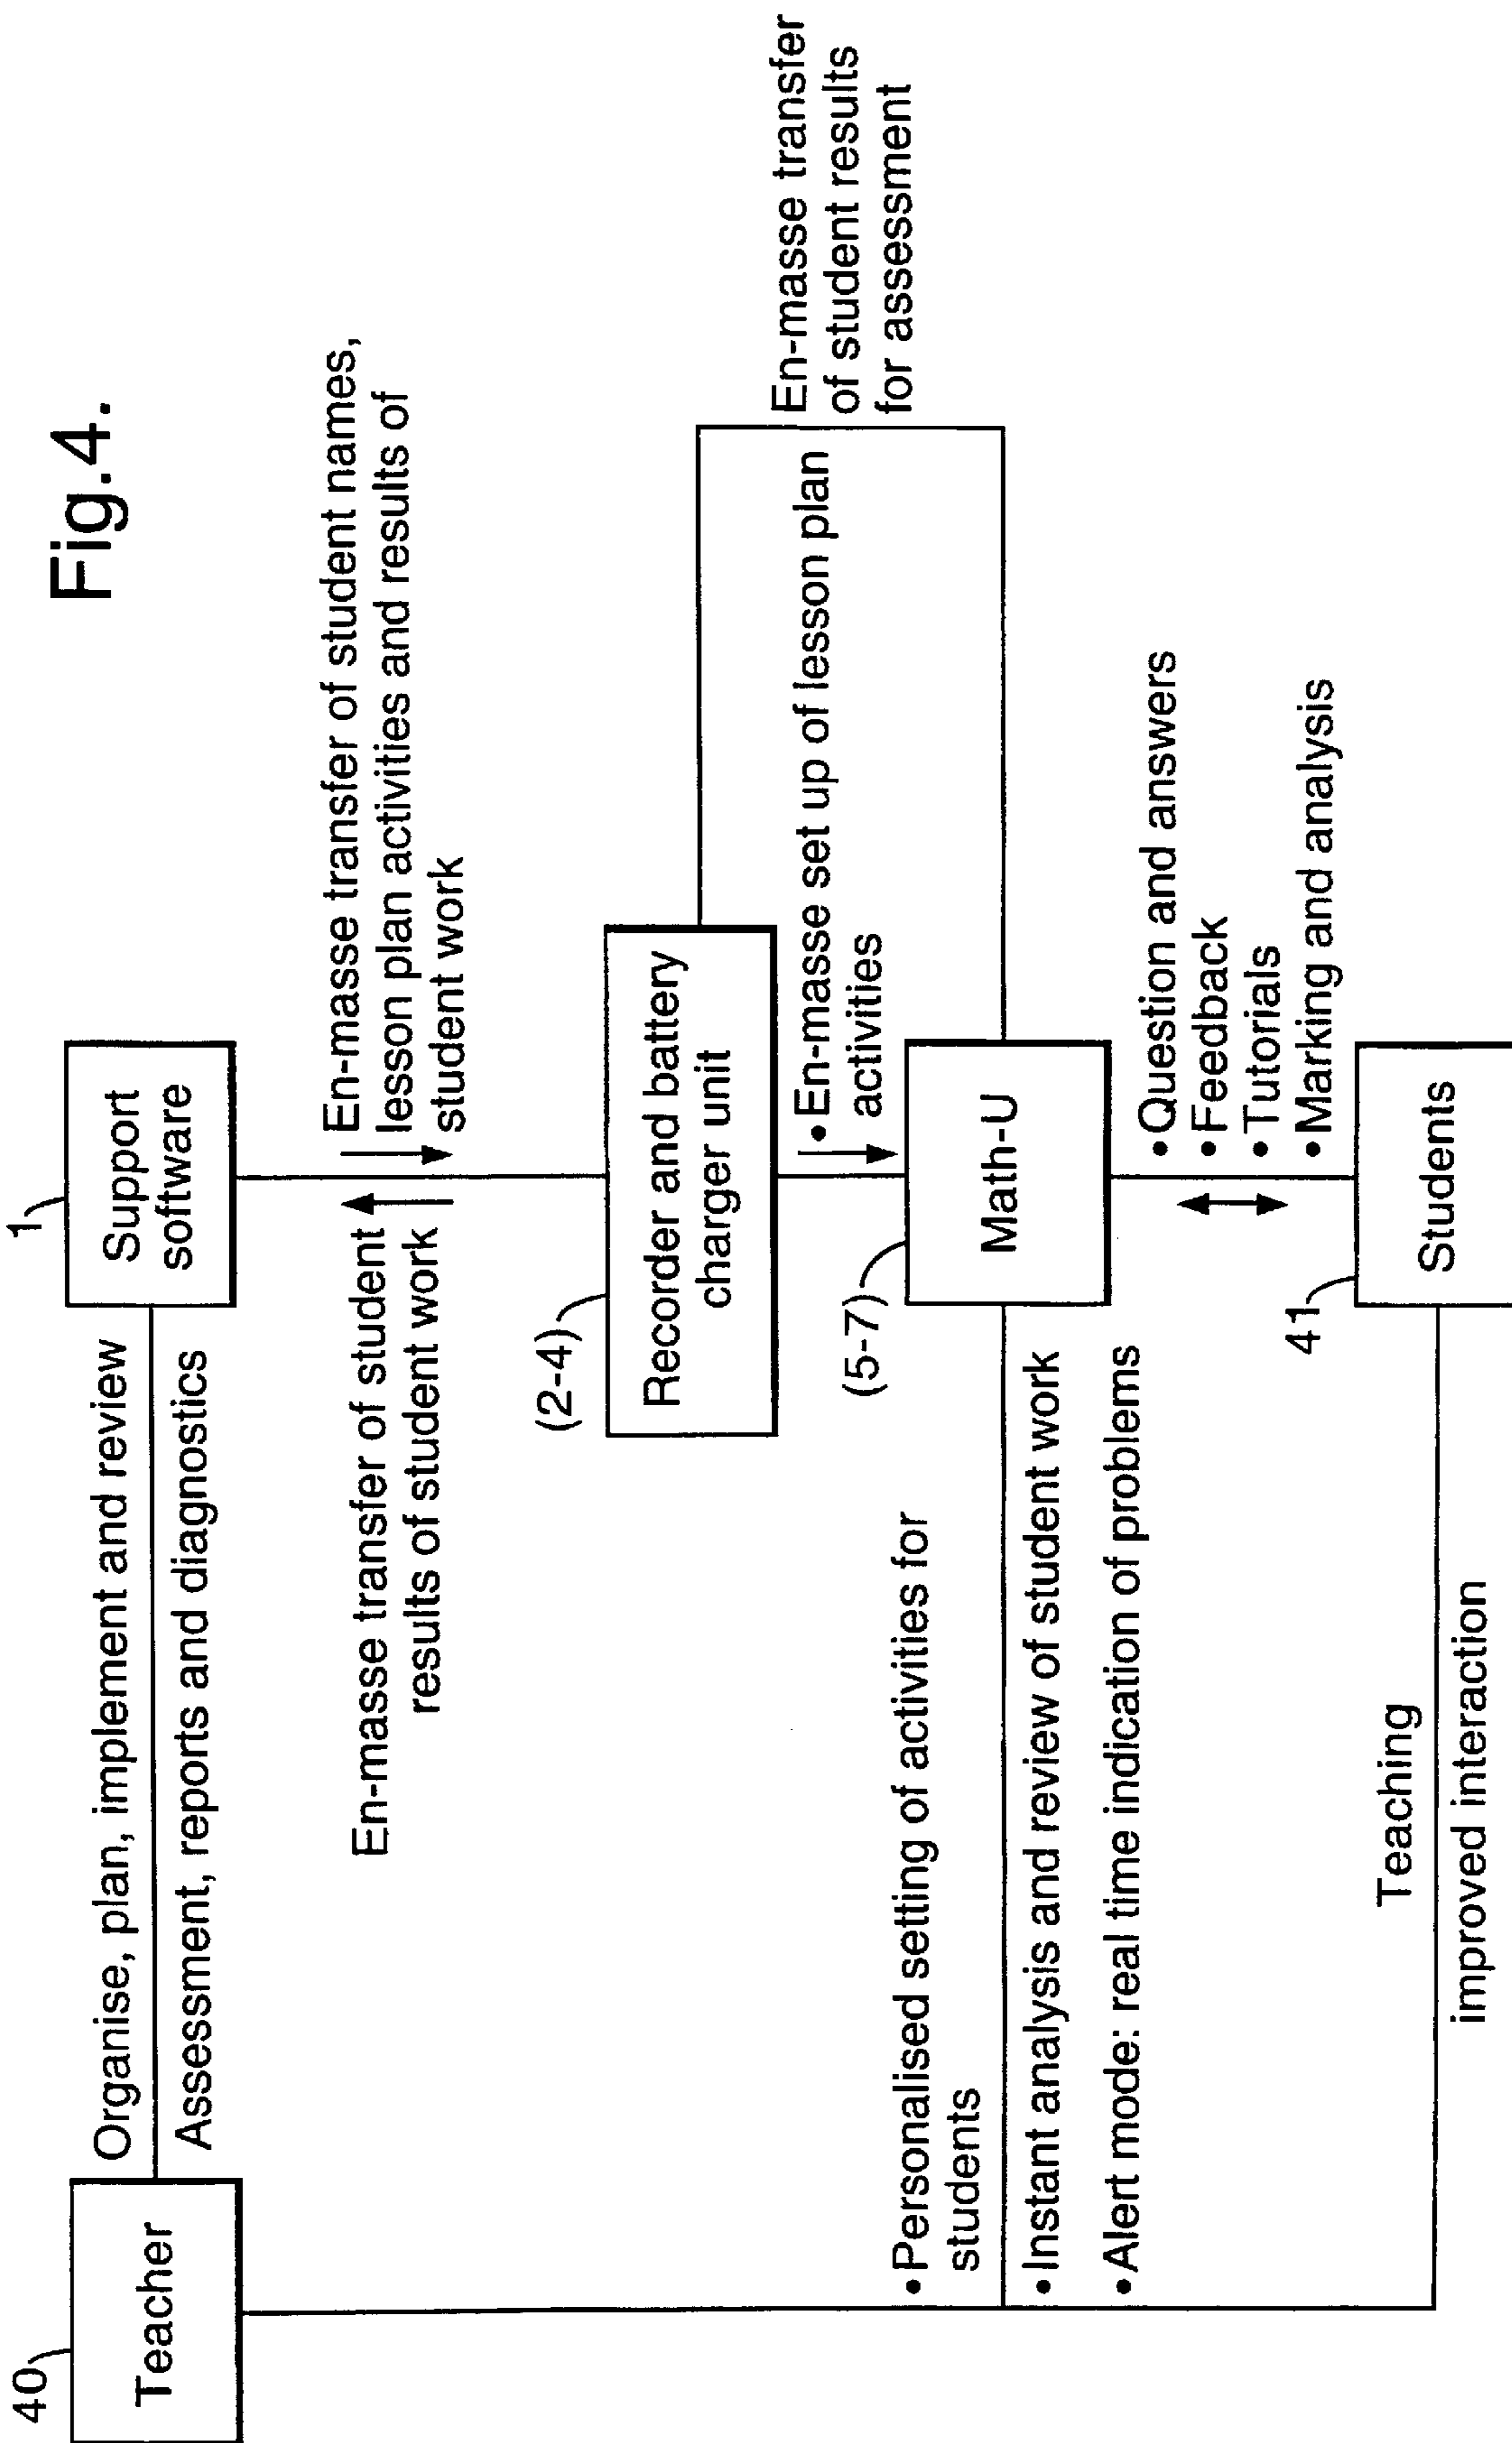 Fig.4.
40
Teacher
Organise, plan, implement and review
Assessment, reports and diagnostics
1
Support
software
En-masse transfer of student
results of student work
En-masse transfer of student names,
lesson plan activities and results of
student work
(2-4)
Recorder and battery
charger unit
• En-masse set up of lesson plan
activities
En-masse transfer
of student results
for assessment
(5-7)
Math-U
• Personalised setting of activities for
students
• Instant analysis and review of student work
• Alert mode: real time indication of problems
• Question and answers
• Feedback
• Tutorials
• Marking and analysis
41
Students
Teaching
improved interaction